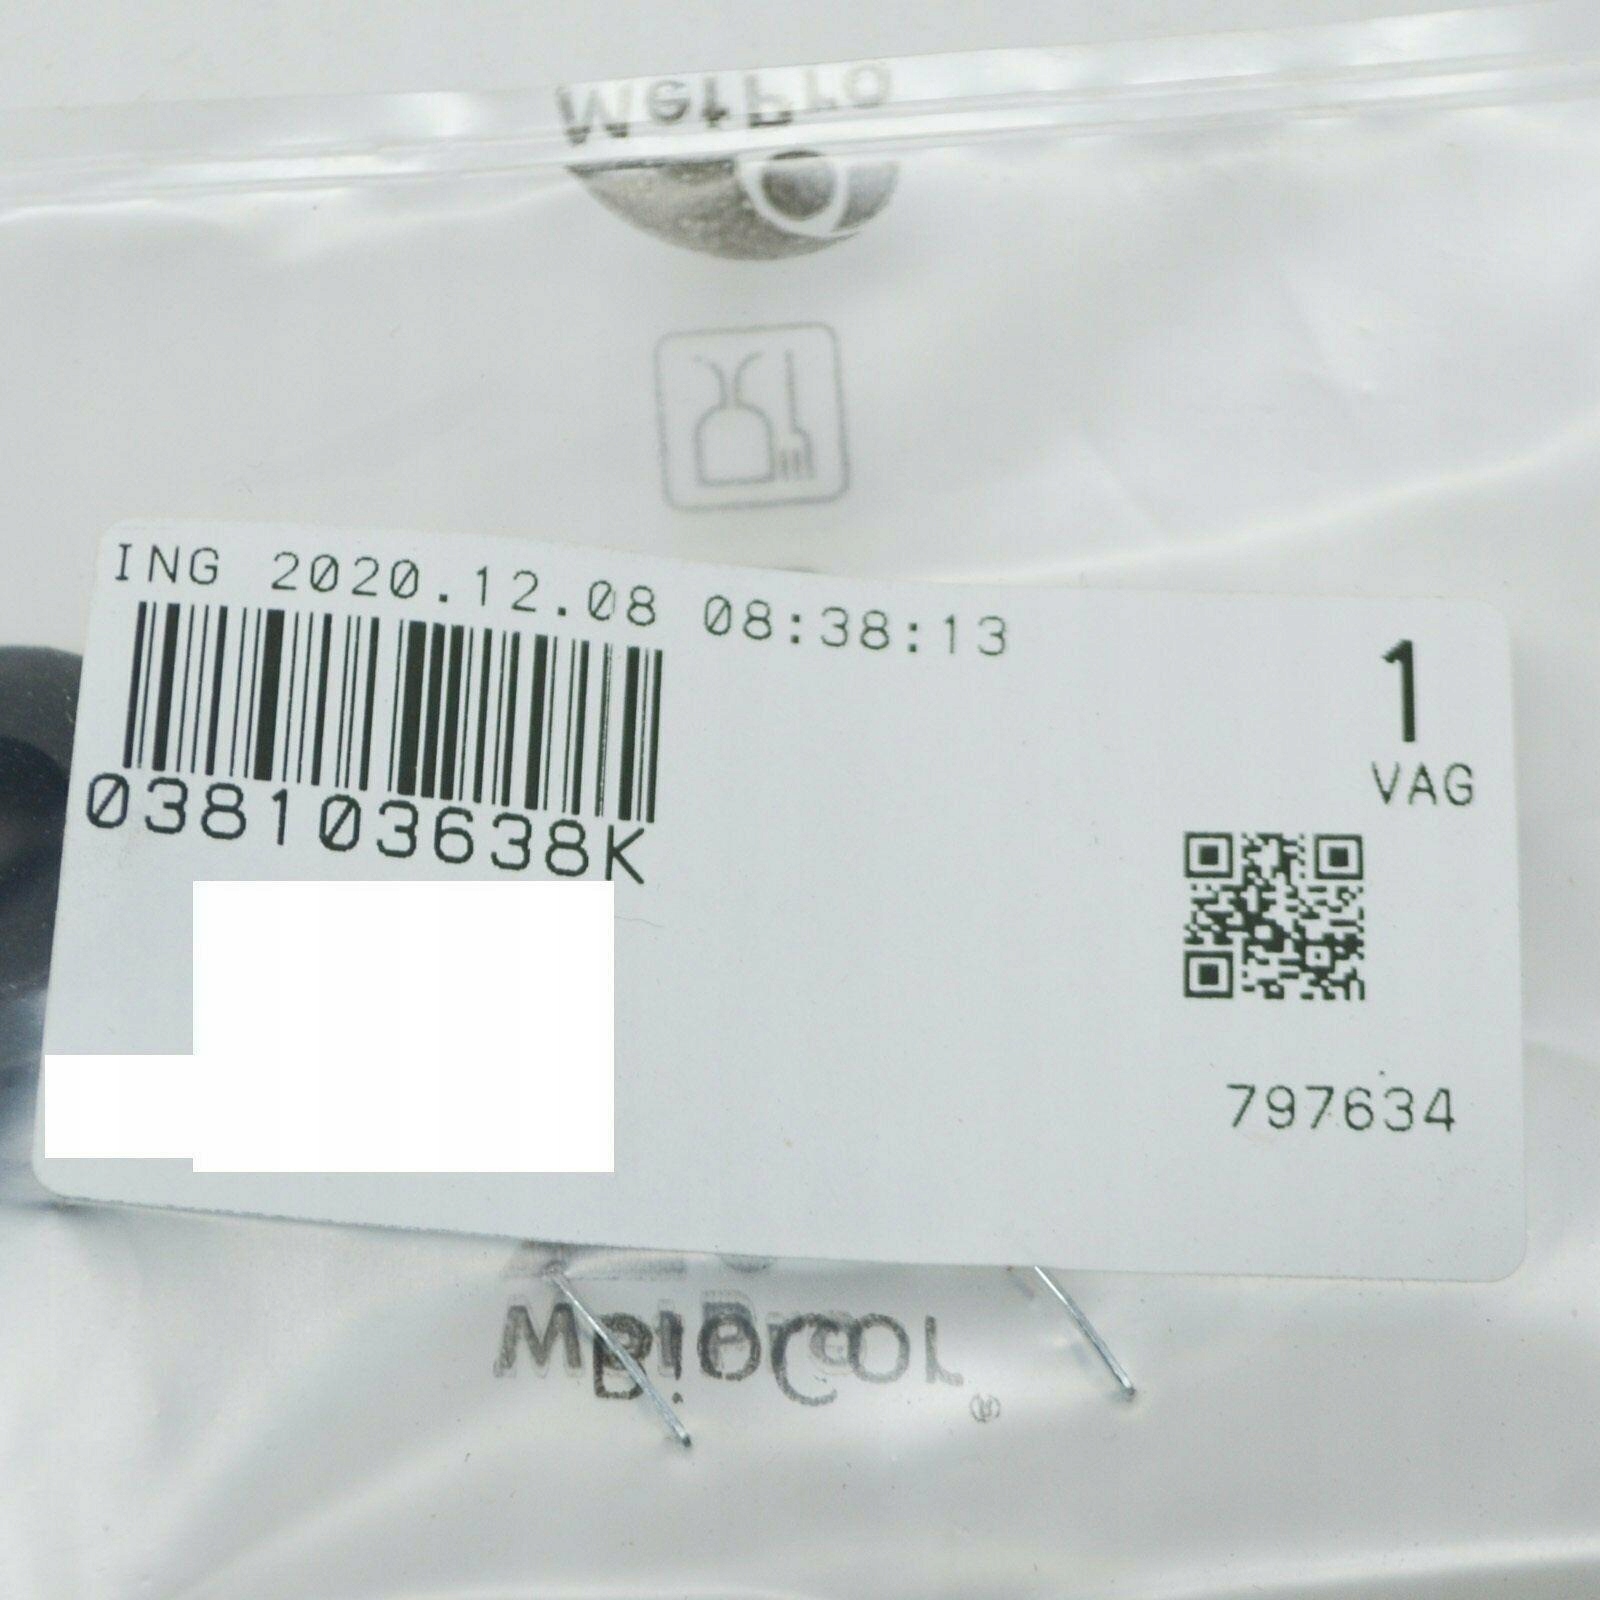 MetPro
ING 2020.12.08 08:38:13
038103638K
1
VAG
797634